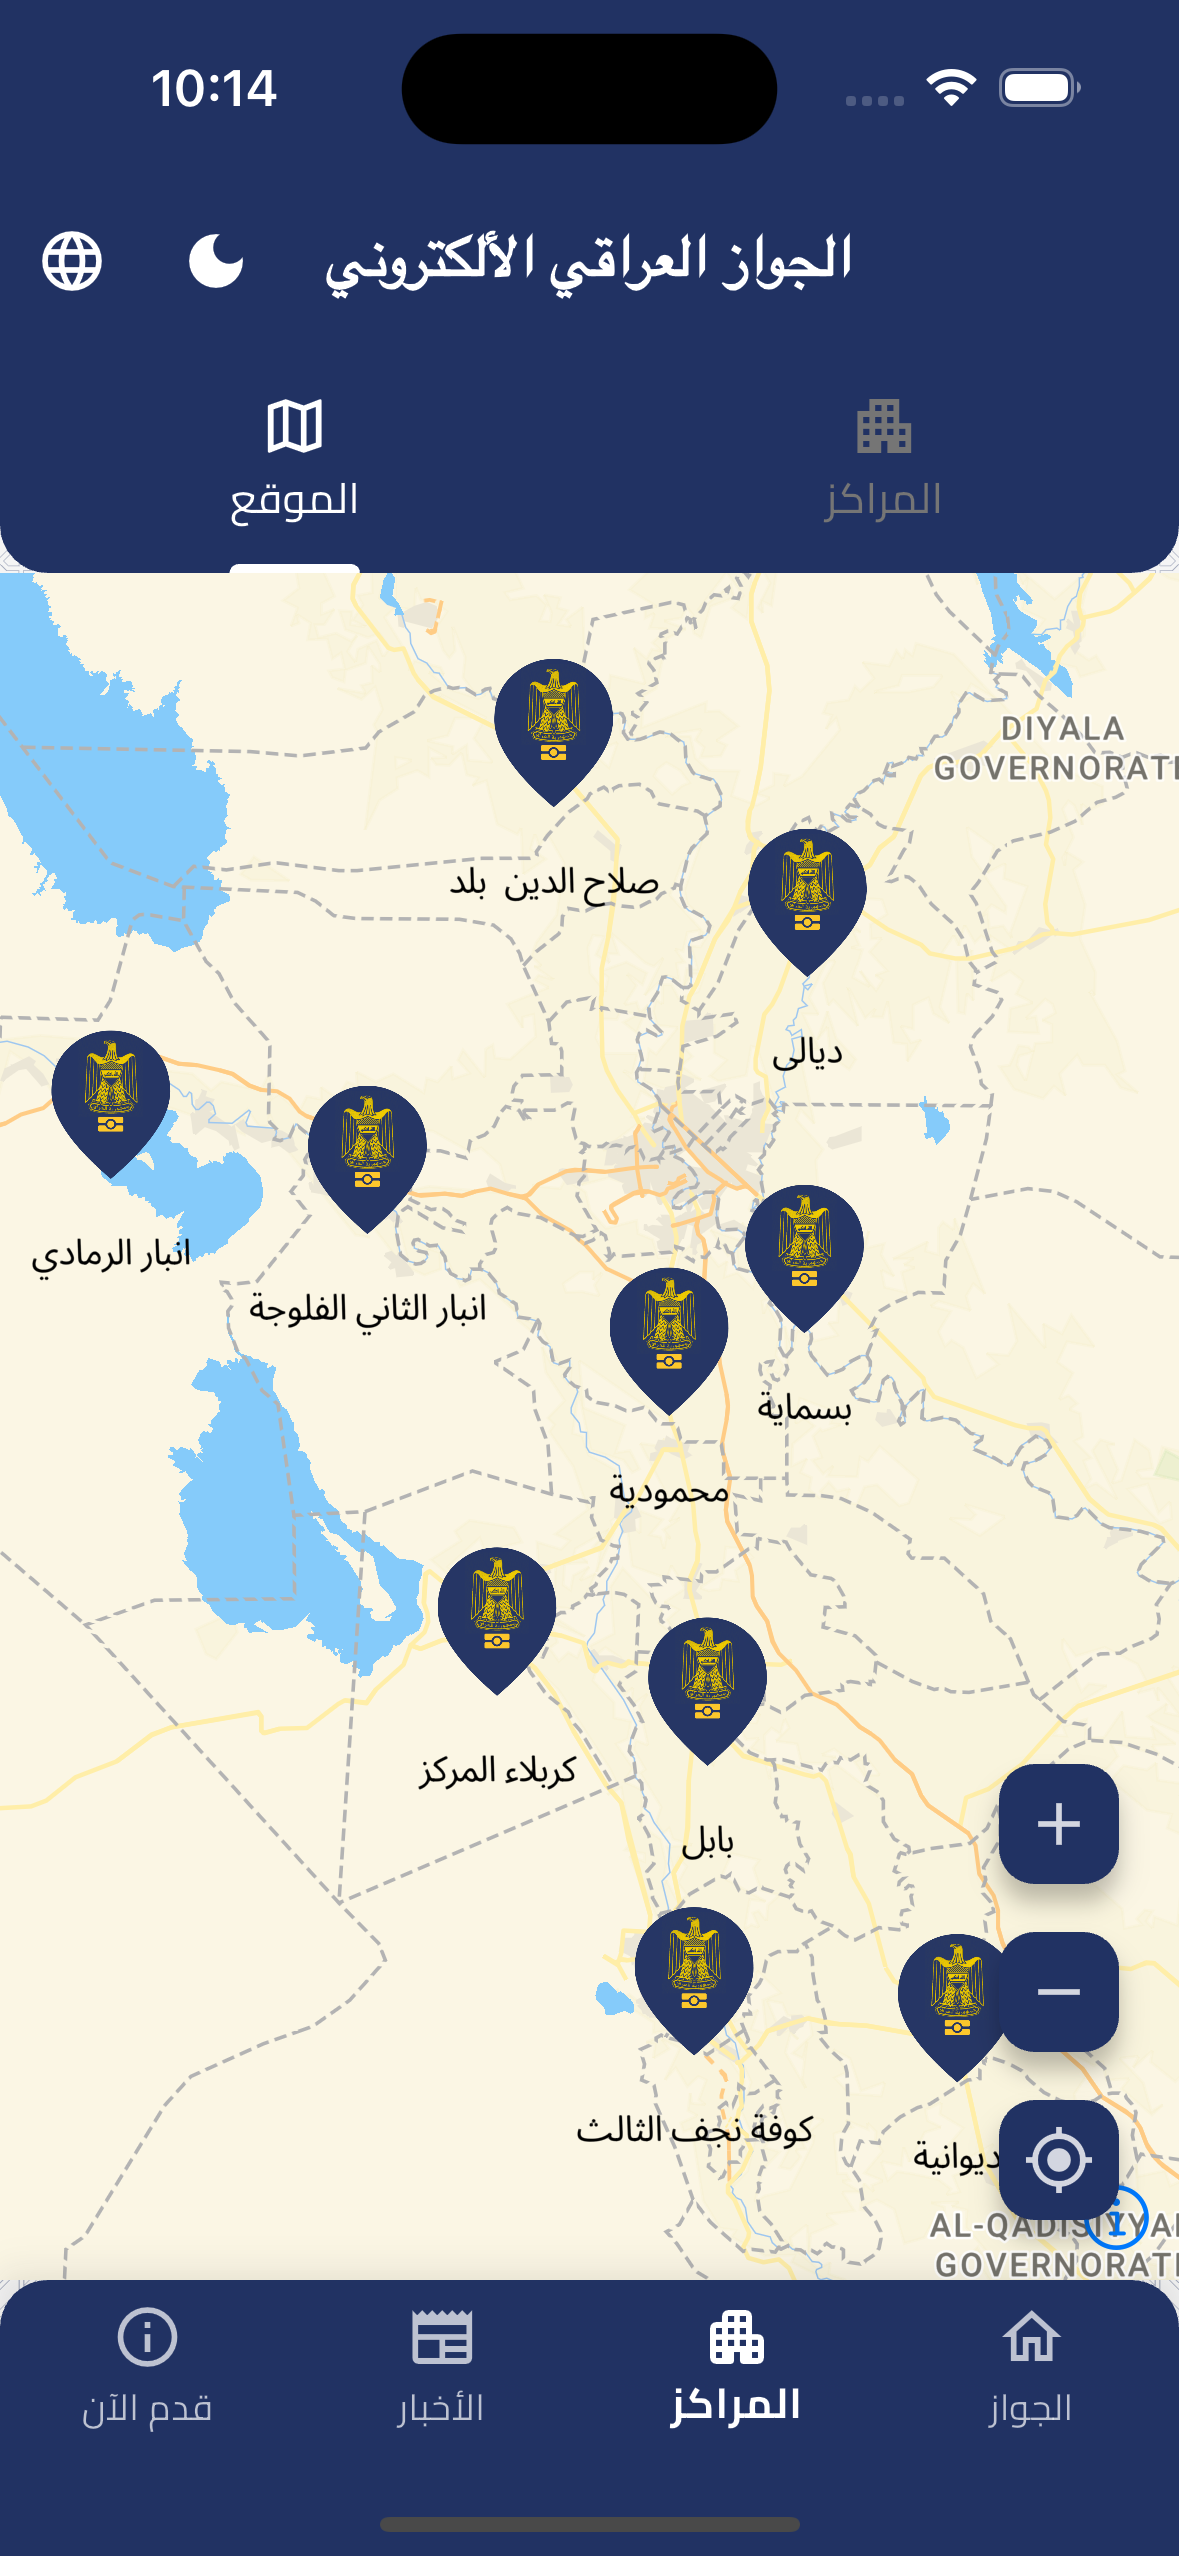 10:14
الجواز العراقي الألكتروني
المراكز
الموقع
DIYALA
GOVERNORATE
صلاح الدين بلد
ديالى
انبار الرمادي
انبار الثاني الفلوجة
بسماية
محمودية
كربلاء المركز
بابل
كوفة نجف الثالث
ديوانية
AL-QADISIYYAH
GOVERNORATE
الجواز
المراكز
الأخبار
قدم الآن